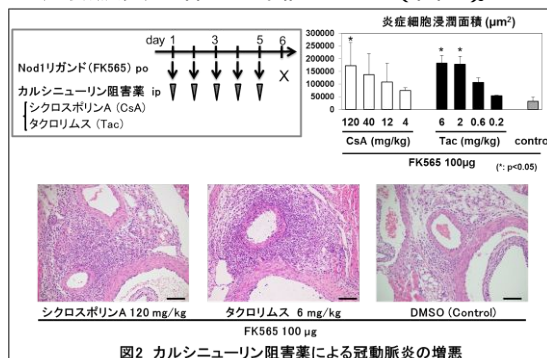 day 1 3 5 6
Nod1リガンド(FK565) po
X
カルシニューリン阻害薬 ip
シクロスポリンA (CsA)
タクロリムス (Tac)
炎症細胞浸潤面積 (μm²)
300000
250000
200000
150000
100000
50000
0
* * *
120 40 12 4 6 2 0.6 0.2 control
CsA (mg/kg) Tac (mg/kg)
FK565 100μg (*: p<0.05)
シクロスポリンA 120 mg/kg タクロリムス 6 mg/kg DMSO (Control)
FK565 100 μg
図2 カルシニューリン阻害薬による冠動脈炎の増悪